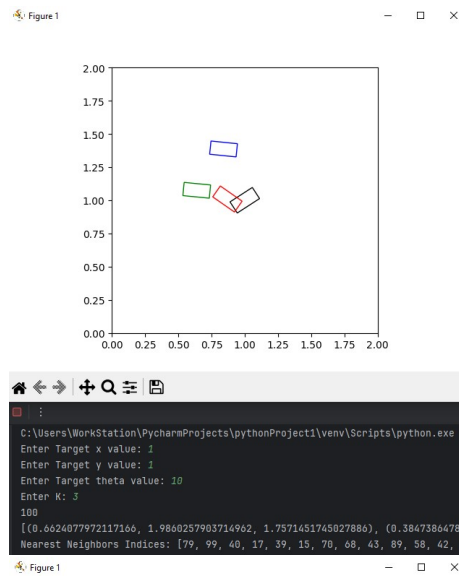 Figure 1
2.00
1.75
1.50
1.25
1.00
0.75
0.50
0.25
0.00
0.00 0.25 0.50 0.75 1.00 1.25 1.50 1.75 2.00
C:\Users\WorkStation\PycharmProjects\pythonProject1\venv\Scripts\python.exe
Enter Target x value: 1
Enter Target y value: 1
Enter Target theta value: 10
Enter K: 3
100
[(0.6624077972117166, 1.9860257903714962, 1.7571451745027886), (0.3847386478
Nearest Neighbors Indices: [79, 99, 40, 17, 39, 15, 70, 68, 43, 89, 58, 42,
Figure 1